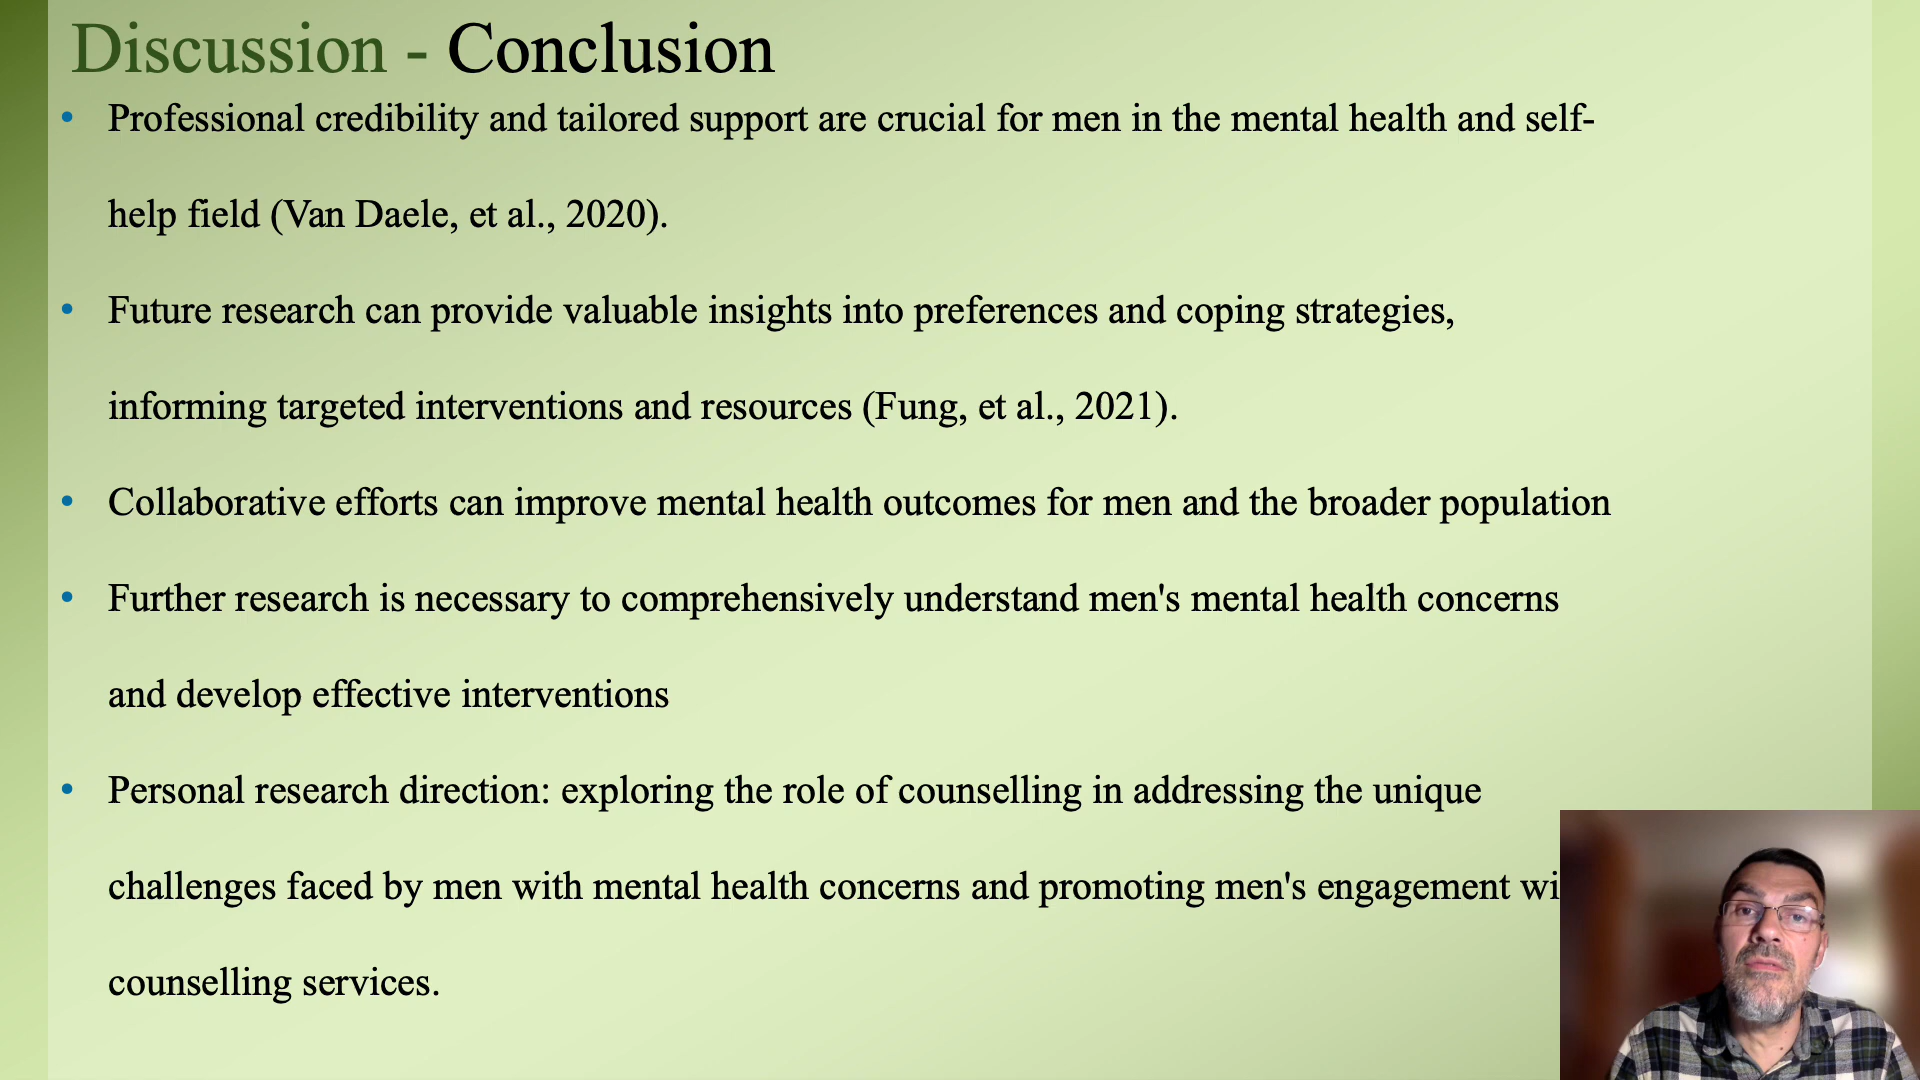 Discussion - Conclusion
• Professional credibility and tailored support are crucial for men in the mental health and self-
help field (Van Daele, et al., 2020).
• Future research can provide valuable insights into preferences and coping strategies,
informing targeted interventions and resources (Fung, et al., 2021).
• Collaborative efforts can improve mental health outcomes for men and the broader population
• Further research is necessary to comprehensively understand men's mental health concerns
and develop effective interventions
• Personal research direction: exploring the role of counselling in addressing the unique
challenges faced by men with mental health concerns and promoting men's engagement
counselling services.